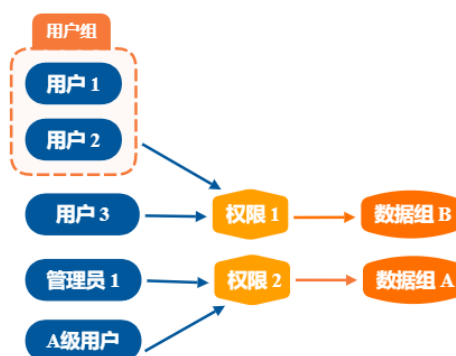 用户组
用户 1
用户 2
用户 3
权限 1
数据组 B
管理员 1
权限 2
数据组 A
A级用户